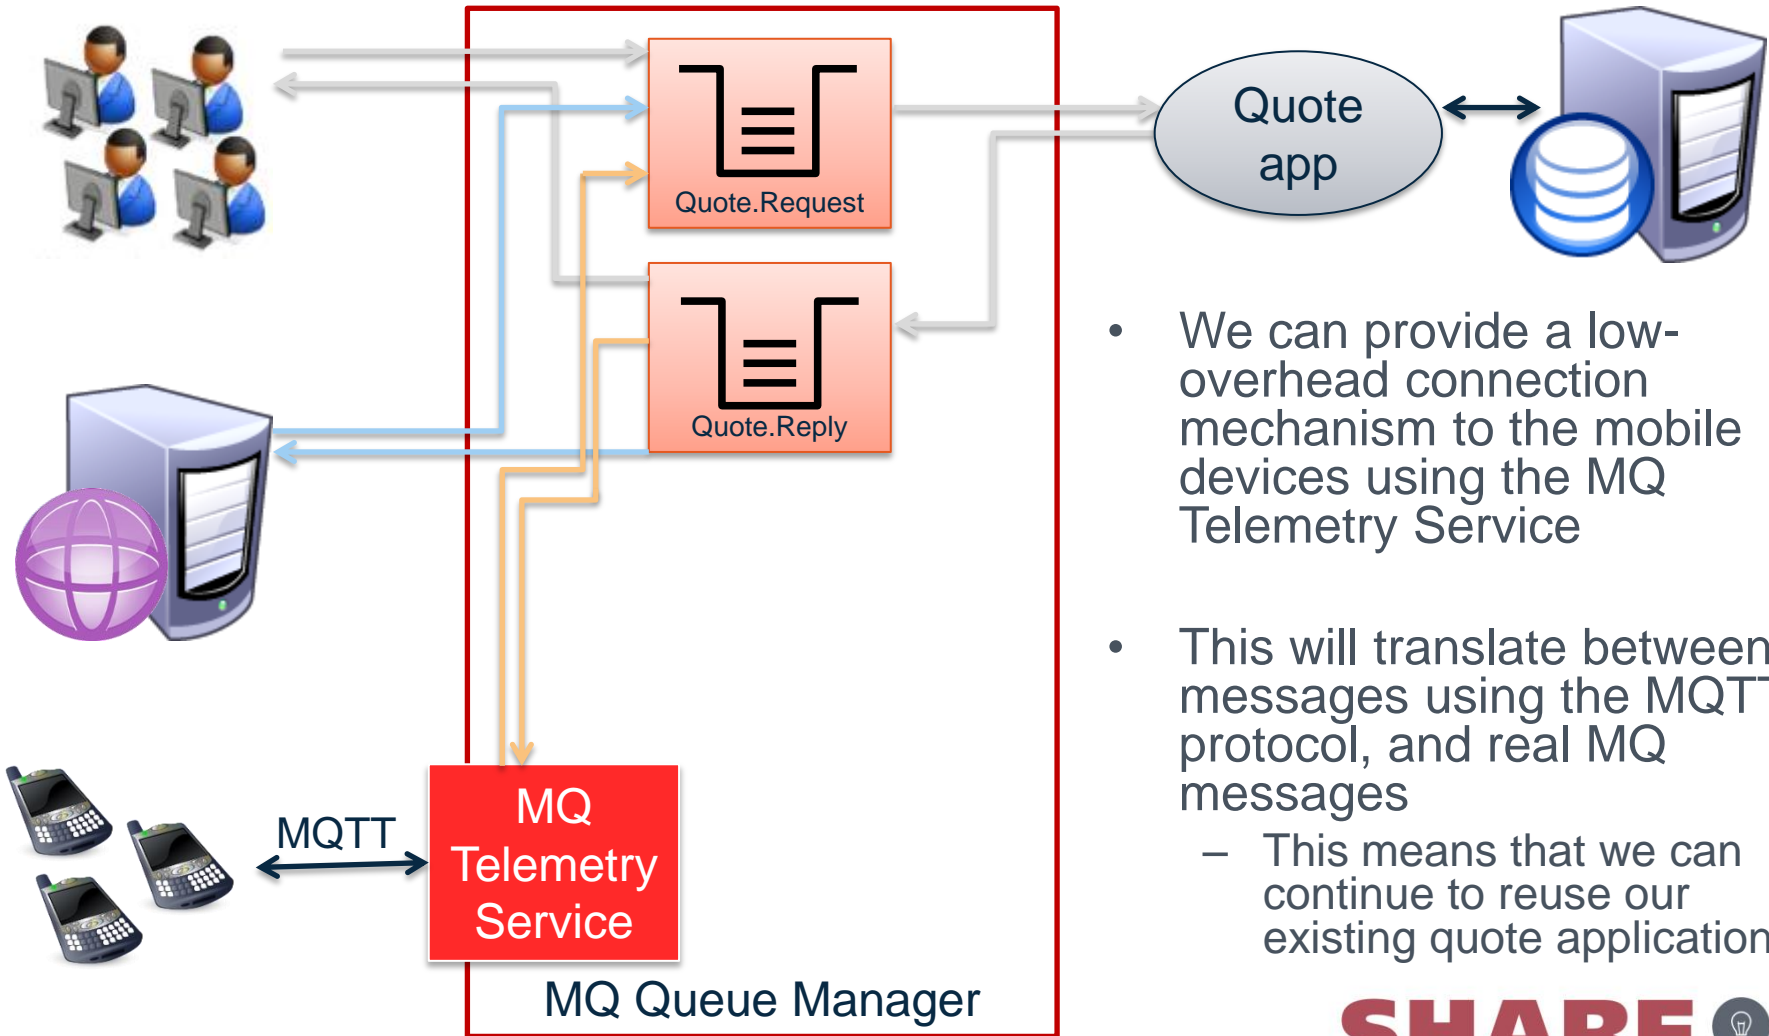 Quote
app
Quote.Request
Quote.Reply
• We can provide a low-
overhead connection
mechanism to the mobile
devices using the MQ
Telemetry Service
• This will translate between
messages using the MQTT
protocol, and real MQ
messages
– This means that we can
continue to reuse our
existing quote application
MQTT
MQ
Telemetry
Service
MQ Queue Manager
SHARE